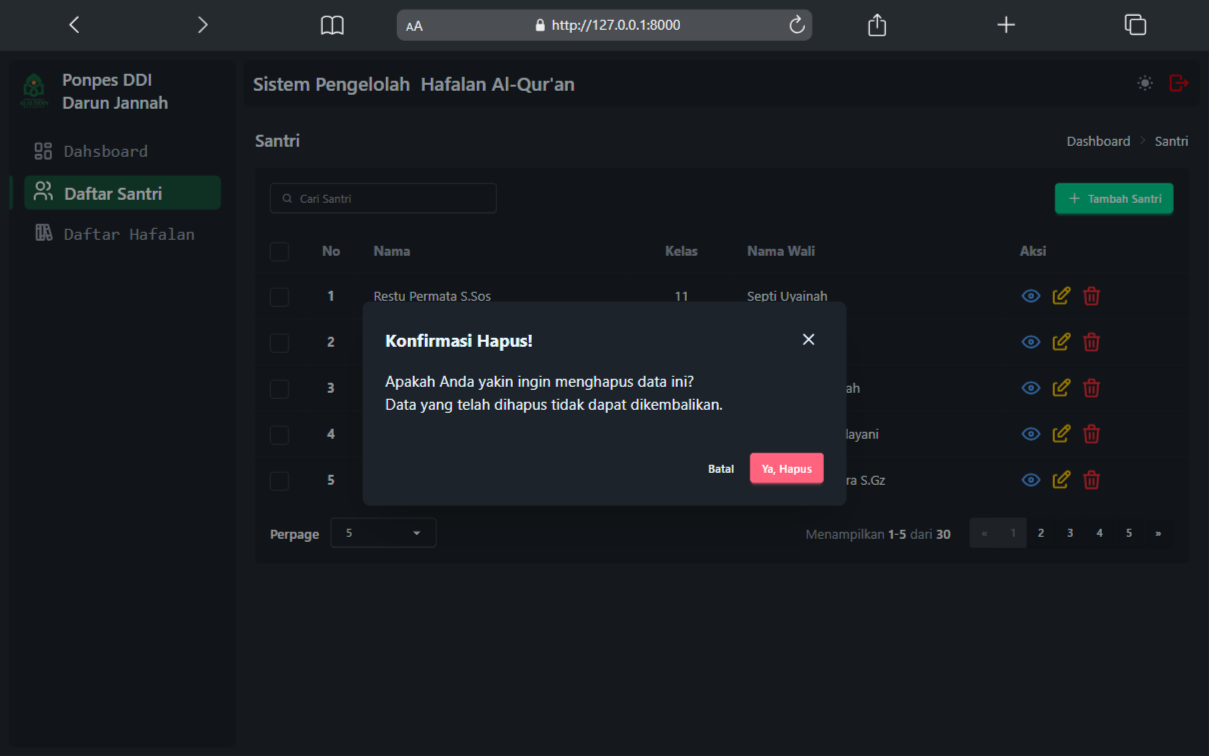 AA http://127.0.0.1:8000
Ponpes DDI
Darun Jannah
Sistem Pengelolah Hafalan Al-Qur'an
Dahsboard
Daftar Santri
Daftar Hafalan
Santri
Dashboard > Santri
Cari Santri
+ Tambah Santri
No Nama Kelas Nama Wali Aksi
1 Restu Permata S.Sos 11 Septi Uyainah
2
3 ah
4 layani
5 ra S.Gz
Konfirmasi Hapus!
Apakah Anda yakin ingin menghapus data ini?
Data yang telah dihapus tidak dapat dikembalikan.
Batal Ya, Hapus
Perpage 5 Menampilkan 1-5 dari 30 « 1 2 3 4 5 »